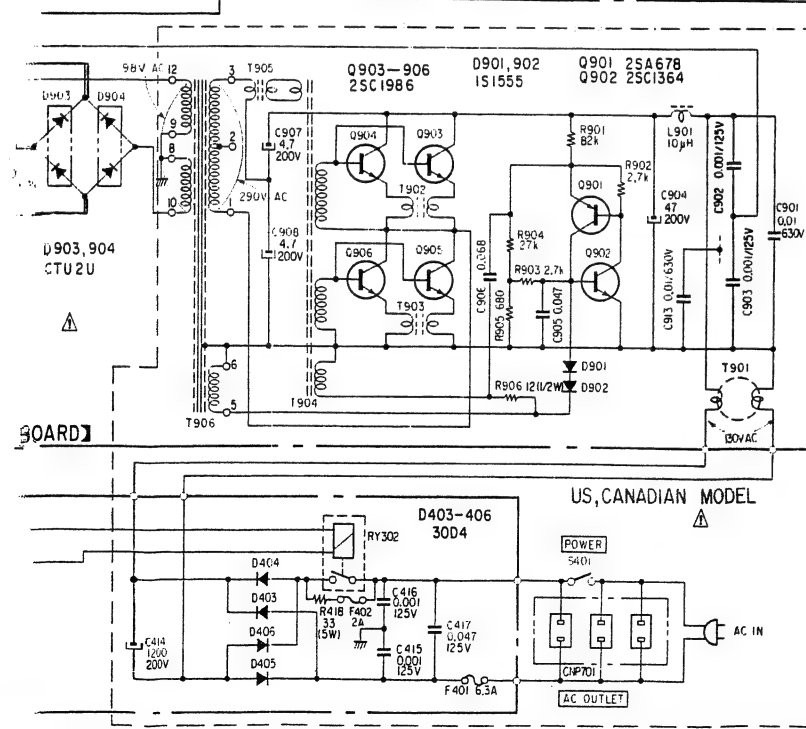 98V AC
12
3
T905
Q903-906
2SC1986
D901,902
1S1555
Q901 2SA678
Q902 2SC1364
D903
D904
9
8
10
2
1
290V AC
C907
4.7
200V
C908
4.7
200V
Q904
Q903
T902
Q906
Q905
T903
R901
82k
R902
2.7k
Q901
Q902
L901
10μH
C904
47
200V
C902 0.001/125V
C901
0.01
630V
C903 0.001/125V
C913 0.01/630V
R904
27k
R903 2.7k
R905 680
C905 0.047
C906 0.068
D903,904
CTU2U
6
5
T906
T904
D901
D902
R906 12(1/2W)
T901
130V AC
BOARD】
US,CANADIAN MODEL
D403-406
30D4
RY302
D404
D403
D406
D405
R418
33
(5W)
F402
2A
C416
0.001
125V
C415
0.001
125V
C417
0.047
125V
C414
1200
200V
F401 6.3A
POWER
S401
CNP701
AC OUTLET
AC IN